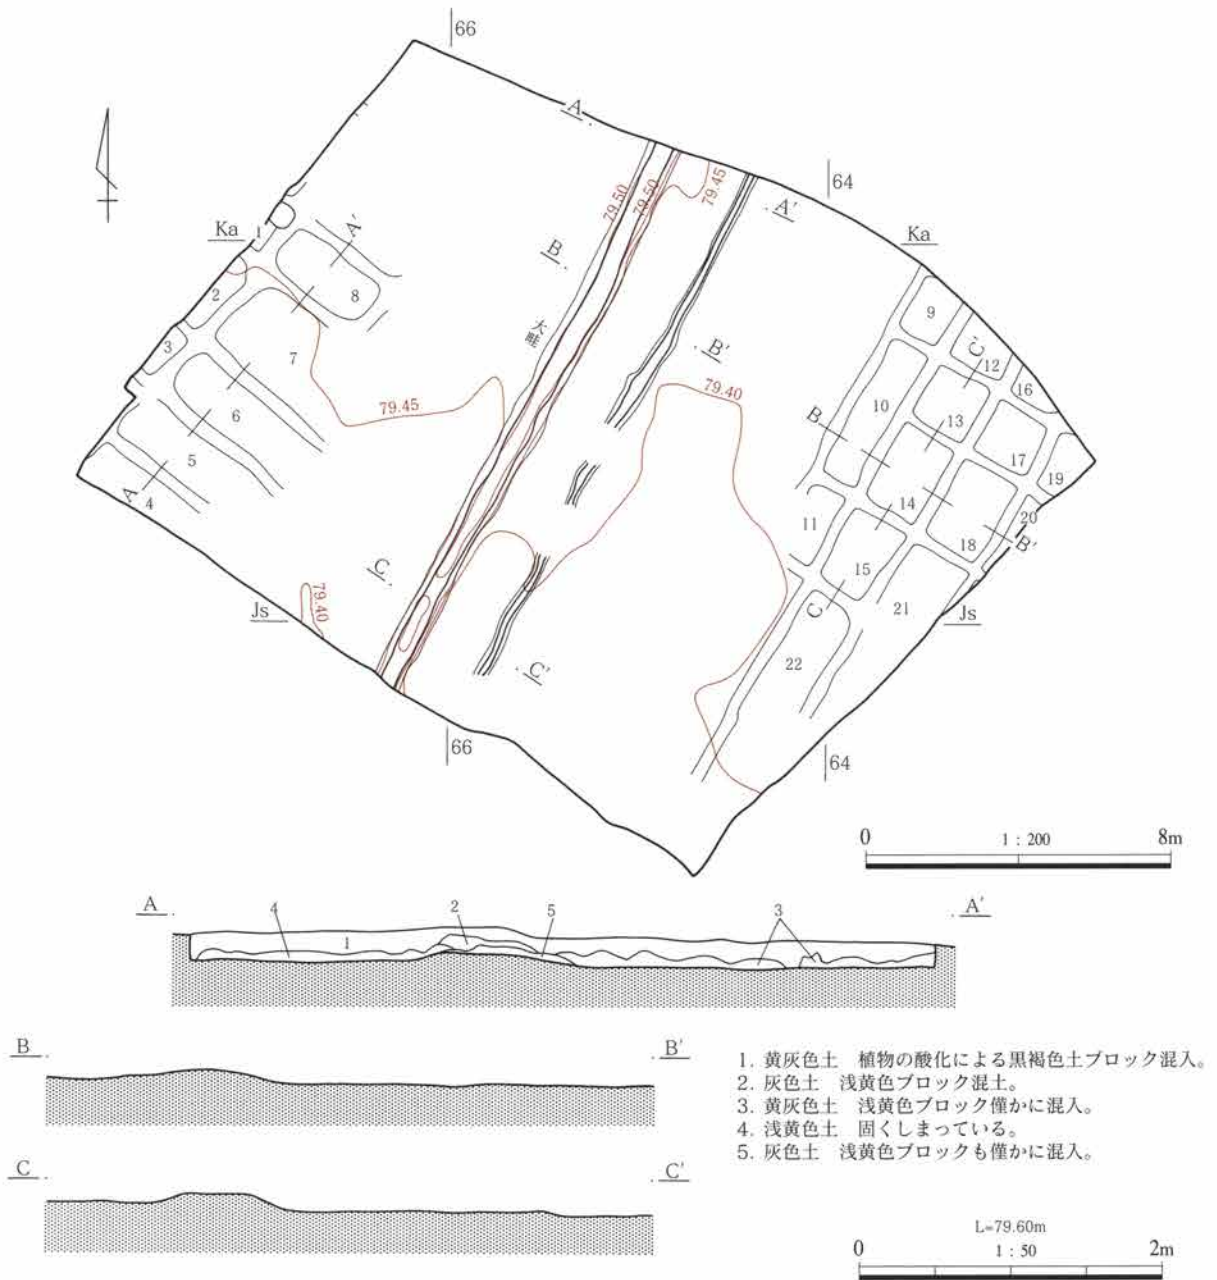 66
A
64
79.50
79.50
79.45
A'
Ka
Ka
1
A'
B
2
8
9
大畦
3
7
C'
12
B'
16
79.45
79.40
10
13
6
B
17
5
19
A
4
14
11
20
18
B'
C
15
79.40
21
Js
Js
C
C'
22
66
64
0 1：200 8m
A
4
2
5
3
A'
1
B
B'
1. 黄灰色土　植物の酸化による黒褐色土ブロック混入。
2. 灰色土　浅黄色ブロック混土。
3. 黄灰色土　浅黄色ブロック僅かに混入。
4. 浅黄色土　固くしまっている。
5. 灰色土　浅黄色ブロックも僅かに混入。
C
C'
L=79.60m
0 1：50 2m